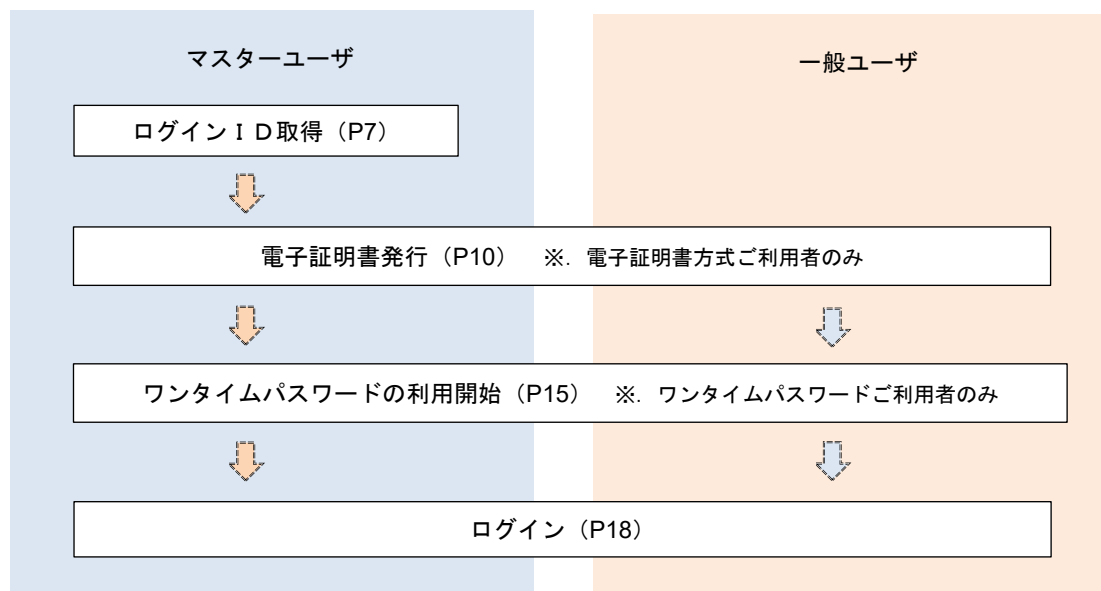 マスターユーザ
一般ユーザ
ログインＩＤ取得（P7）
電子証明書発行（P10）　※．電子証明書方式ご利用者のみ
ワンタイムパスワードの利用開始（P15）　※．ワンタイムパスワードご利用者のみ
ログイン（P18）